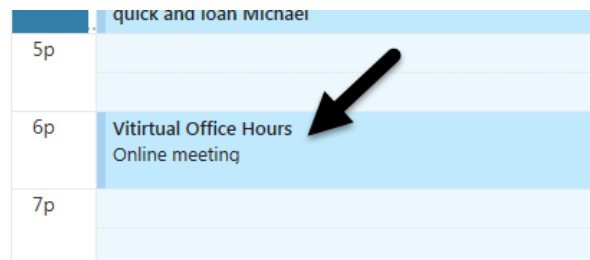 quick and loan Michael
5p
6p
Vitirtual Office Hours
Online meeting
7p